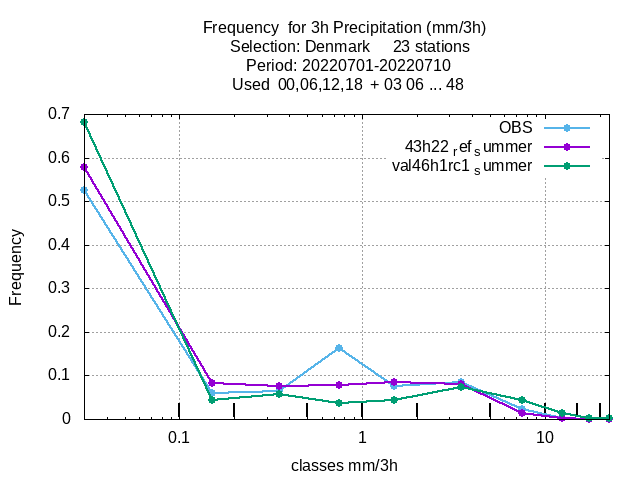 Frequency  for 3h Precipitation (mm/3h)
Selection: Denmark     23 stations
Period: 20220701-20220710
Used  00,06,12,18  + 03 06 ... 48
0.7
OBS
43h22 refsummer
0.6
val46h1rc1 summer
0.5
0.4
Frequency
0.3
0.2
0.1
0
0.1
1
10
classes mm/3h